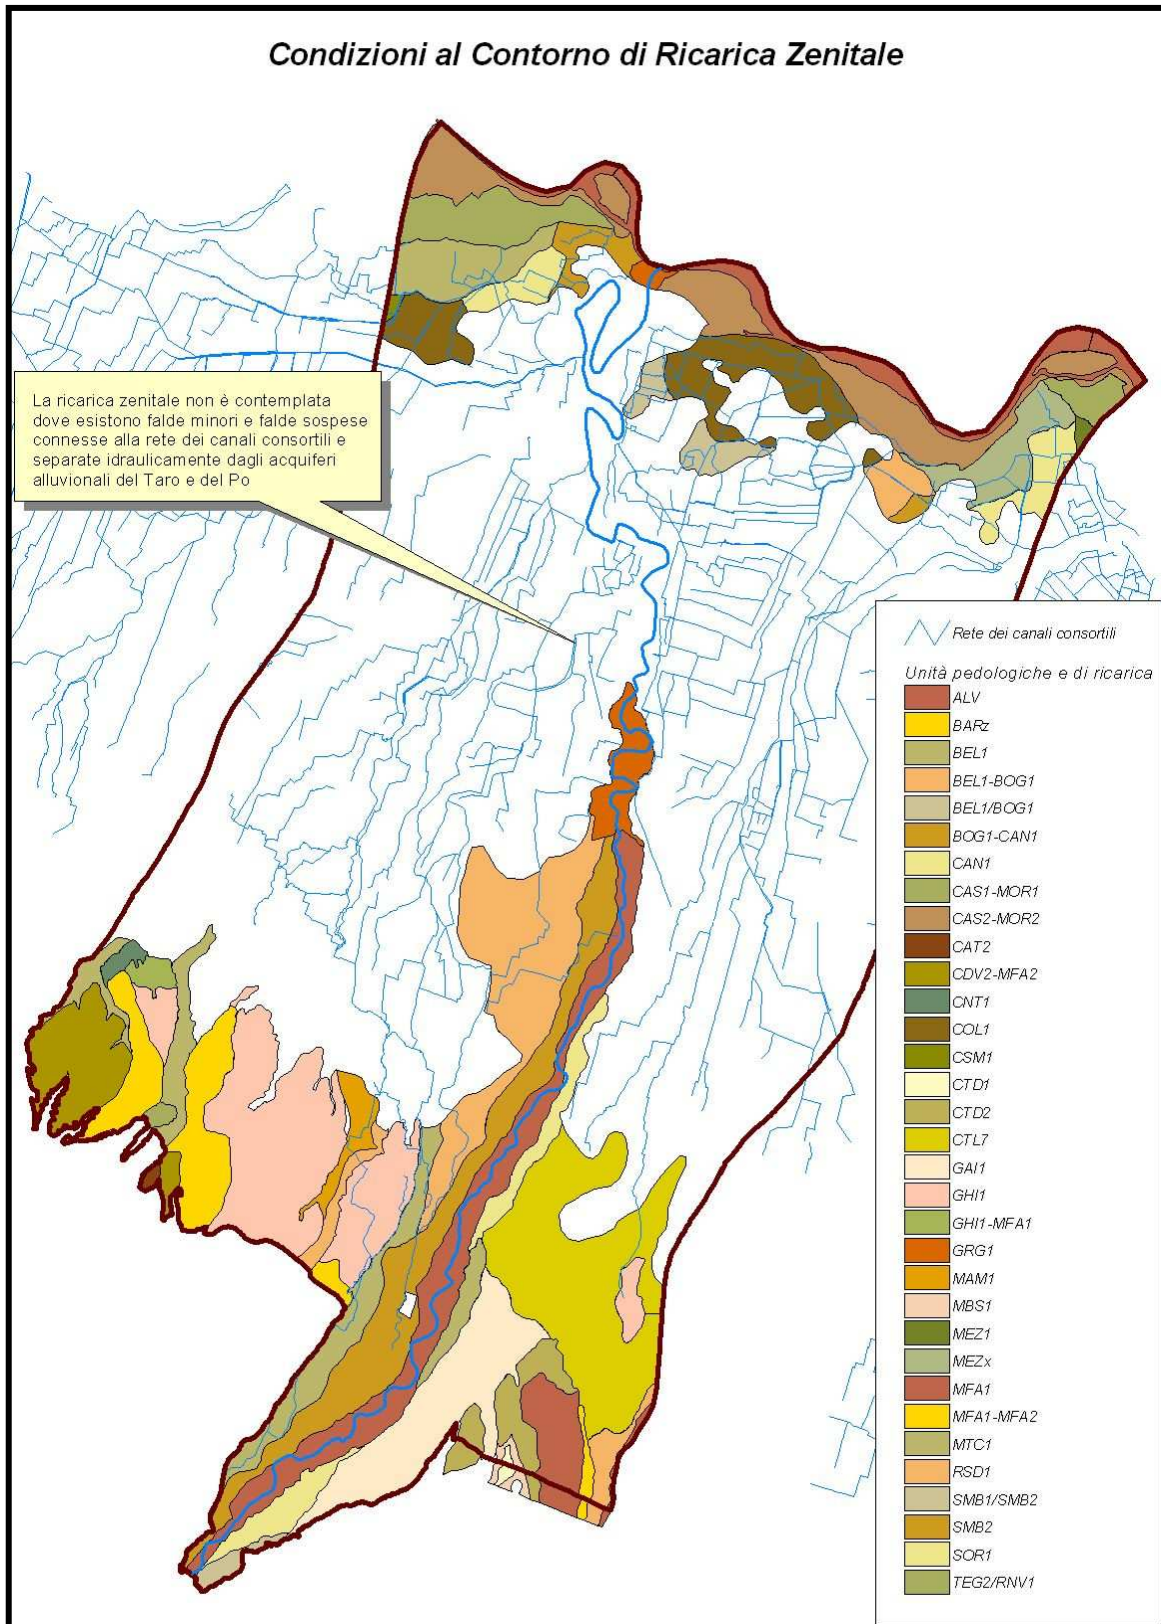 Condizioni al Contorno di Ricarica Zenitale
La ricarica zenitale non è contemplata
dove esistono falde minori e falde sospese
connesse alla rete dei canali consortili e
separate idraulicamente dagli acquiferi
alluvionali del Taro e del Po
Rete dei canali consortili
Unità pedologiche e di ricarica
ALV
BARz
BEL1
BEL1-BOG1
BEL1/BOG1
BOG1-CAN1
CAN1
CAS1-MOR1
CAS2-MOR2
CAT2
CDV2-MFA2
CNT1
COL1
CSM1
CTD1
CTD2
CTL7
GAI1
GHI1
GHI1-MFA1
GRG1
MAM1
MBS1
MEZ1
MEZx
MFA1
MFA1-MFA2
MTC1
RSD1
SMB1/SMB2
SMB2
SOR1
TEG2/RNV1